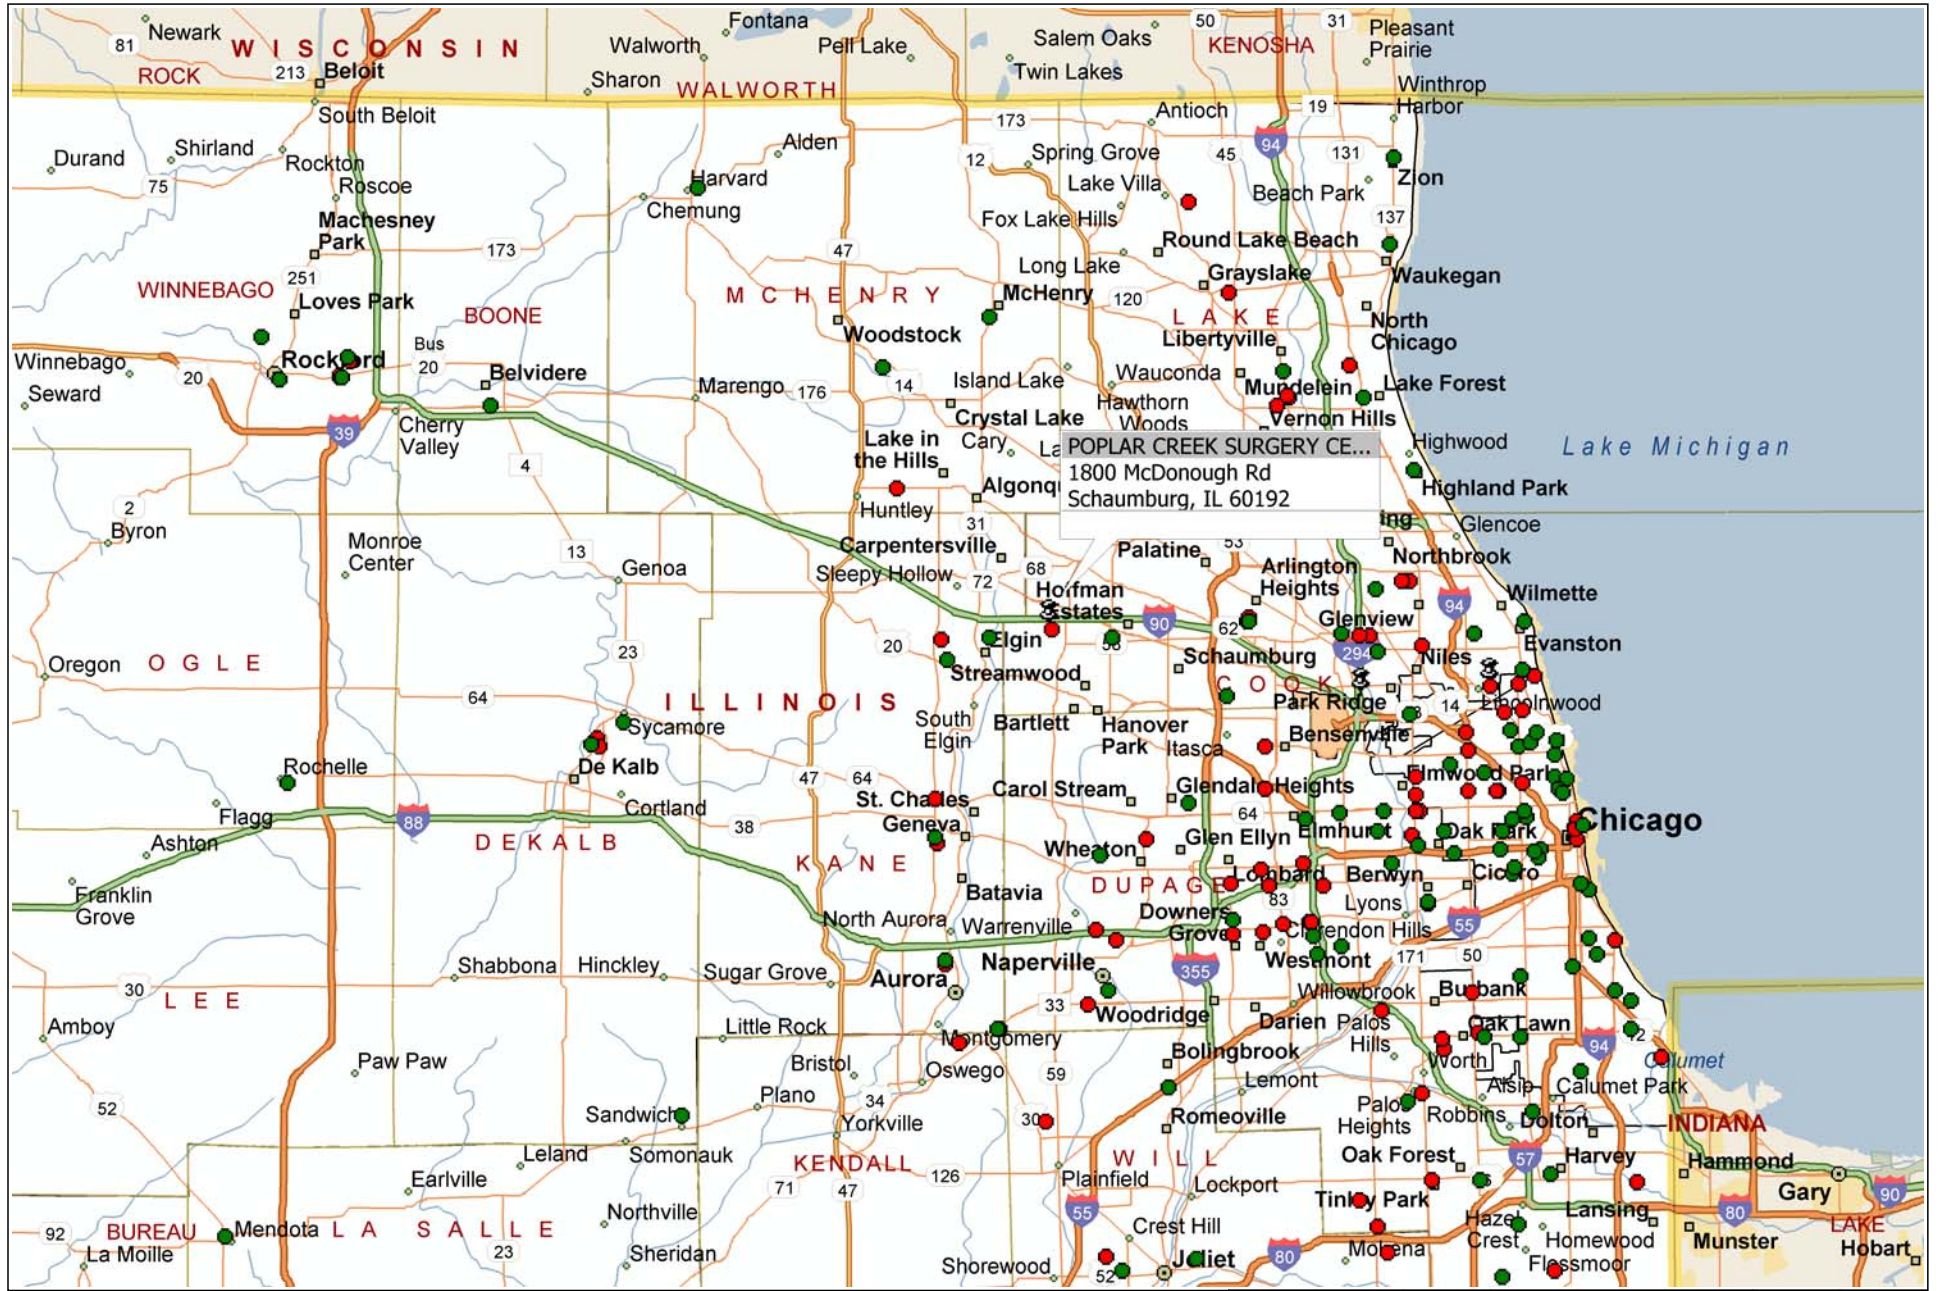 Newark
WISCONSIN
Fontana
50
31
Pleasant
Prairie
81
Walworth
Pell Lake
Salem Oaks
KENOSHA
ROCK
213
Beloit
Sharon
WALWORTH
Twin Lakes
Winthrop
Harbor
South Beloit
173
Antioch
19
94
Durand
Shirland
Rockton
Alden
12
Spring Grove
45
131
75
Roscoe
Harvard
Lake Villa
Beach Park
Zion
Machesney
Park
Chemung
Fox Lake Hills
137
173
47
Round Lake Beach
251
Long Lake
Grayslake
Waukegan
WINNEBAGO
Loves Park
BOONE
MCHENRY
McHenry
120
LAKE
North
Chicago
Woodstock
Libertyville
Winnebago
20
Rockford
Bus
20
Belvidere
Marengo
176
14
Island Lake
Wauconda
Mundelein
Lake Forest
Seward
Crystal Lake
Hawthorn
Woods
Vernon Hills
39
Cherry
Valley
Lake in
the Hills
Cary
La
POPLAR CREEK SURGERY CE...
1800 McDonough Rd
Schaumburg, IL 60192
Highwood
Lake Michigan
4
Algonqu
Highland Park
2
Huntley
31
ing
Glencoe
Byron
Monroe
Center
13
Genoa
Carpentersville
68
Palatine
53
Northbrook
Sleepy Hollow
72
Hoffman
Estates
Arlington
Heights
94
Wilmette
90
62
Glenview
Evanston
Oregon
OGLE
23
20
Elgin
Schaumburg
294
Niles
64
ILLINOIS
Streamwood
COOK
Sycamore
South
Elgin
Bartlett
Hanover
Park
Itasca
Park Ridge
14
Lincolnwood
Bensenville
Rochelle
De Kalb
47
64
Carol Stream
Glendale Heights
Elmwood Park
Flagg
88
Cortland
38
St. Charles
Geneva
64
Elmhurst
Oak Park
Chicago
Ashton
DEKALB
KANE
Wheaton
Glen Ellyn
Franklin
Grove
Batavia
DUPAGE
Lombard
Berwyn
Cicero
83
Lyons
North Aurora
Warrenville
Downers
Grove
Clarendon Hills
55
Shabbona
Hinckley
Sugar Grove
Aurora
Naperville
355
Westmont
171
50
30
LEE
33
Woodridge
Willowbrook
Burbank
Amboy
Little Rock
Montgomery
Darien
Palos
Hills
Oak Lawn
94
Paw Paw
Bristol
Oswego
59
Bolingbrook
Worth
Calumet
52
Plano
34
Lemont
Alsip
Calumet Park
Sandwich
Yorkville
30
Romeoville
Palos
Heights
Robbins
Dolton
INDIANA
Leland
Somonauk
KENDALL
126
WILL
Oak Forest
57
Harvey
Hammond
Earlville
71
47
Plainfield
Lockport
Tinley Park
Gary
90
Northville
55
Crest Hill
Hazel
Crest
Lansing
80
LAKE
92
BUREAU
Mendota
LA SALLE
Homewood
Munster
Hobart
La Moille
23
Sheridan
Shorewood
52
Joliet
80
Mokena
Flossmoor